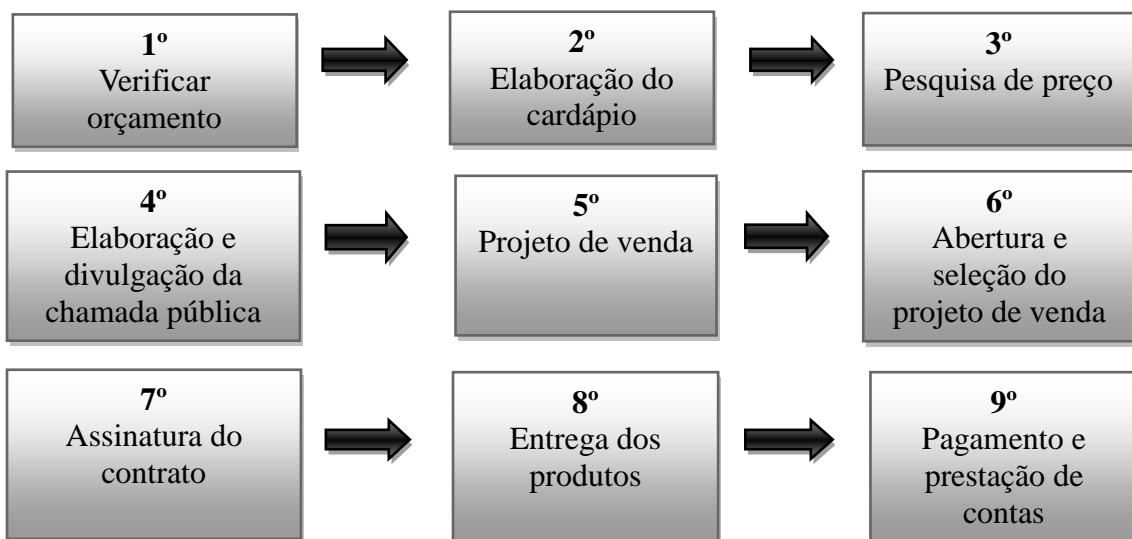 1º
Verificar
orçamento
2º
Elaboração do
cardápio
3º
Pesquisa de preço
4º
Elaboração e
divulgação da
chamada pública
5º
Projeto de venda
6º
Abertura e
seleção do
projeto de venda
7º
Assinatura do
contrato
8º
Entrega dos
produtos
9º
Pagamento e
prestação de
contas